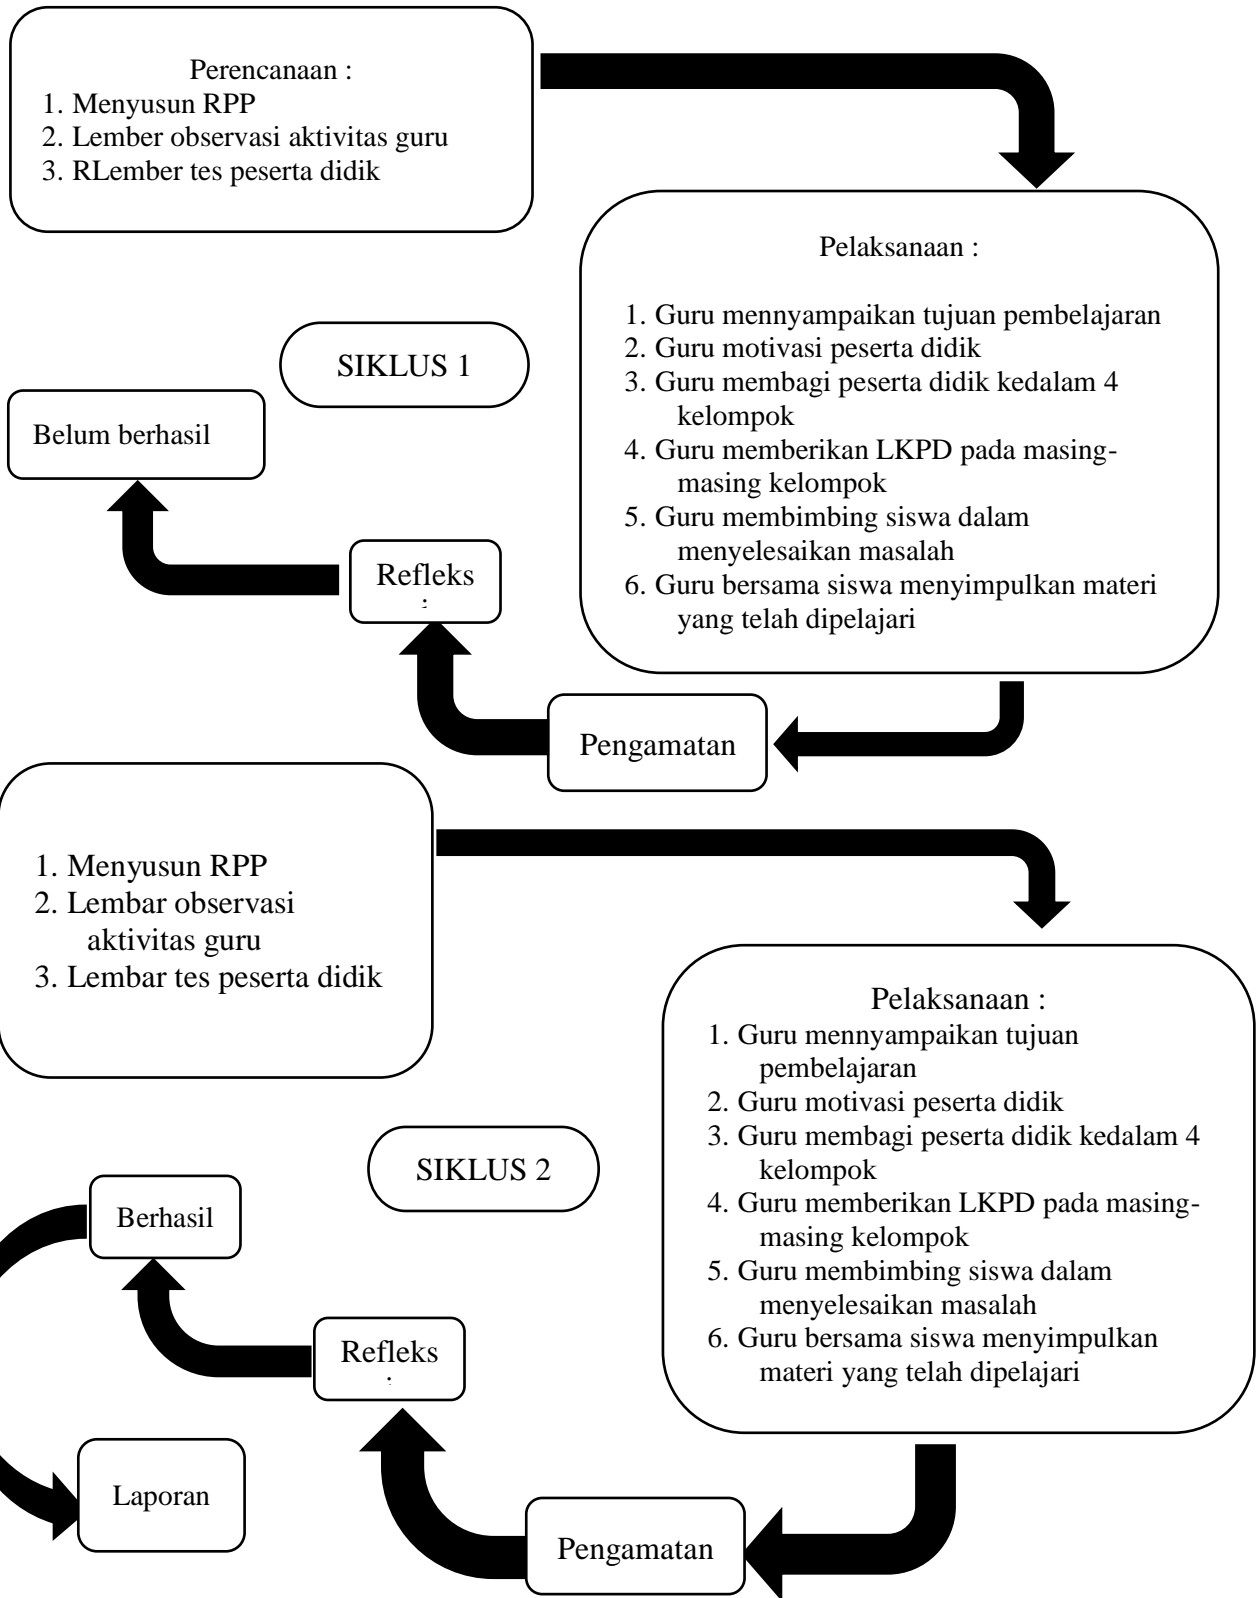 Perencanaan :
1. Menyusun RPP
2. Lember observasi aktivitas guru
3. RLember tes peserta didik
Pelaksanaan :
1. Guru mennyampaikan tujuan pembelajaran
2. Guru motivasi peserta didik
3. Guru membagi peserta didik kedalam 4
kelompok
4. Guru memberikan LKPD pada masing-
masing kelompok
5. Guru membimbing siswa dalam
menyelesaikan masalah
6. Guru bersama siswa menyimpulkan materi
yang telah dipelajari
SIKLUS 1
Belum berhasil
Refleks
Pengamatan
1. Menyusun RPP
2. Lembar observasi
aktivitas guru
3. Lembar tes peserta didik
Pelaksanaan :
1. Guru mennyampaikan tujuan
pembelajaran
2. Guru motivasi peserta didik
3. Guru membagi peserta didik kedalam 4
kelompok
4. Guru memberikan LKPD pada masing-
masing kelompok
5. Guru membimbing siswa dalam
menyelesaikan masalah
6. Guru bersama siswa menyimpulkan
materi yang telah dipelajari
SIKLUS 2
Berhasil
Refleks
Laporan
Pengamatan